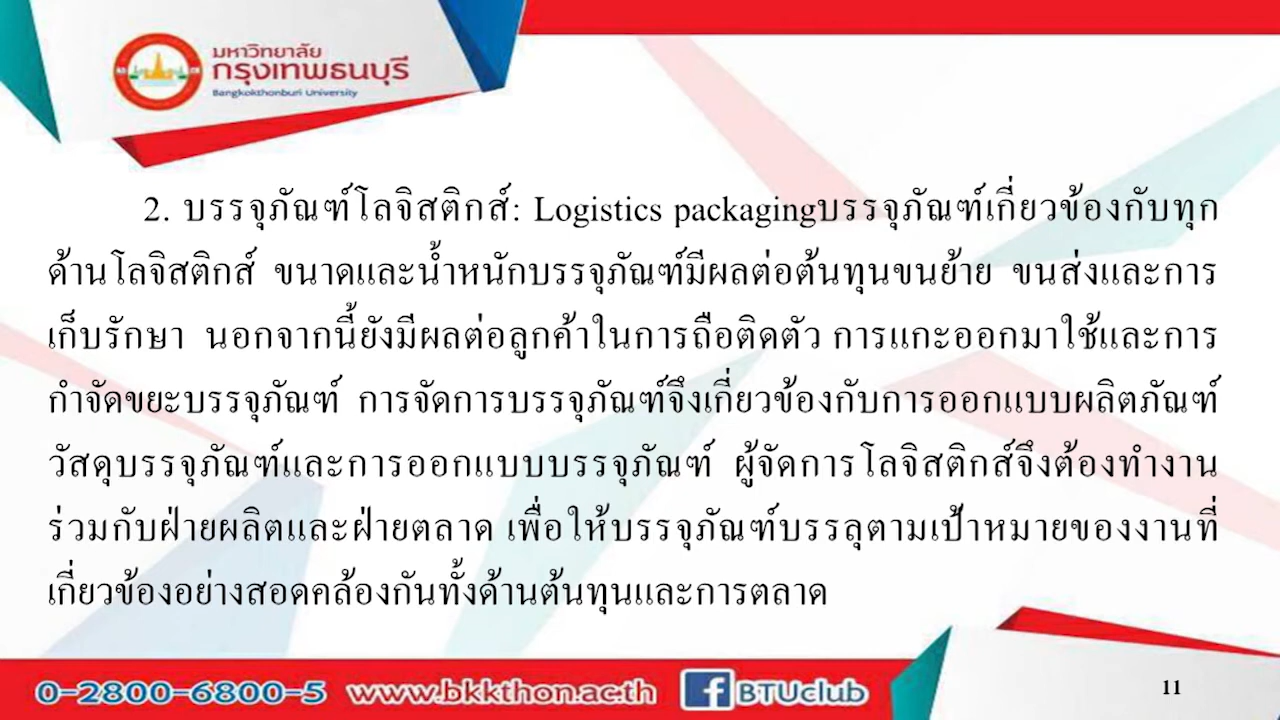 มหาวิทยาลัย
กรุงเทพธนบุรี
Bangkokthonburi University
2. บรรจุภัณฑ์โลจิสติกส์: Logistics packagingบรรจุภัณฑ์เกี่ยวข้องกับทุก
ด้านโลจิสติกส์ ขนาดและน้ำหนักบรรจุภัณฑ์มีผลต่อต้นทุนขนย้าย ขนส่งและการ
เก็บรักษา นอกจากนี้ยังมีผลต่อลูกค้าในการถือติดตัว การแกะออกมาใช้และการ
กำจัดขยะบรรจุภัณฑ์ การจัดการบรรจุภัณฑ์จึงเกี่ยวข้องกับการออกแบบผลิตภัณฑ์
วัสดุบรรจุภัณฑ์และการออกแบบบรรจุภัณฑ์ ผู้จัดการโลจิสติกส์จึงต้องทำงาน
ร่วมกับฝ่ายผลิตและฝ่ายตลาด เพื่อให้บรรจุภัณฑ์บรรลุตามเป้าหมายของงานที่
เกี่ยวข้องอย่างสอดคล้องกันทั้งด้านต้นทุนและการตลาด
0-2800-6800-5 www.bkkthon.ac.th f BTUclub
11